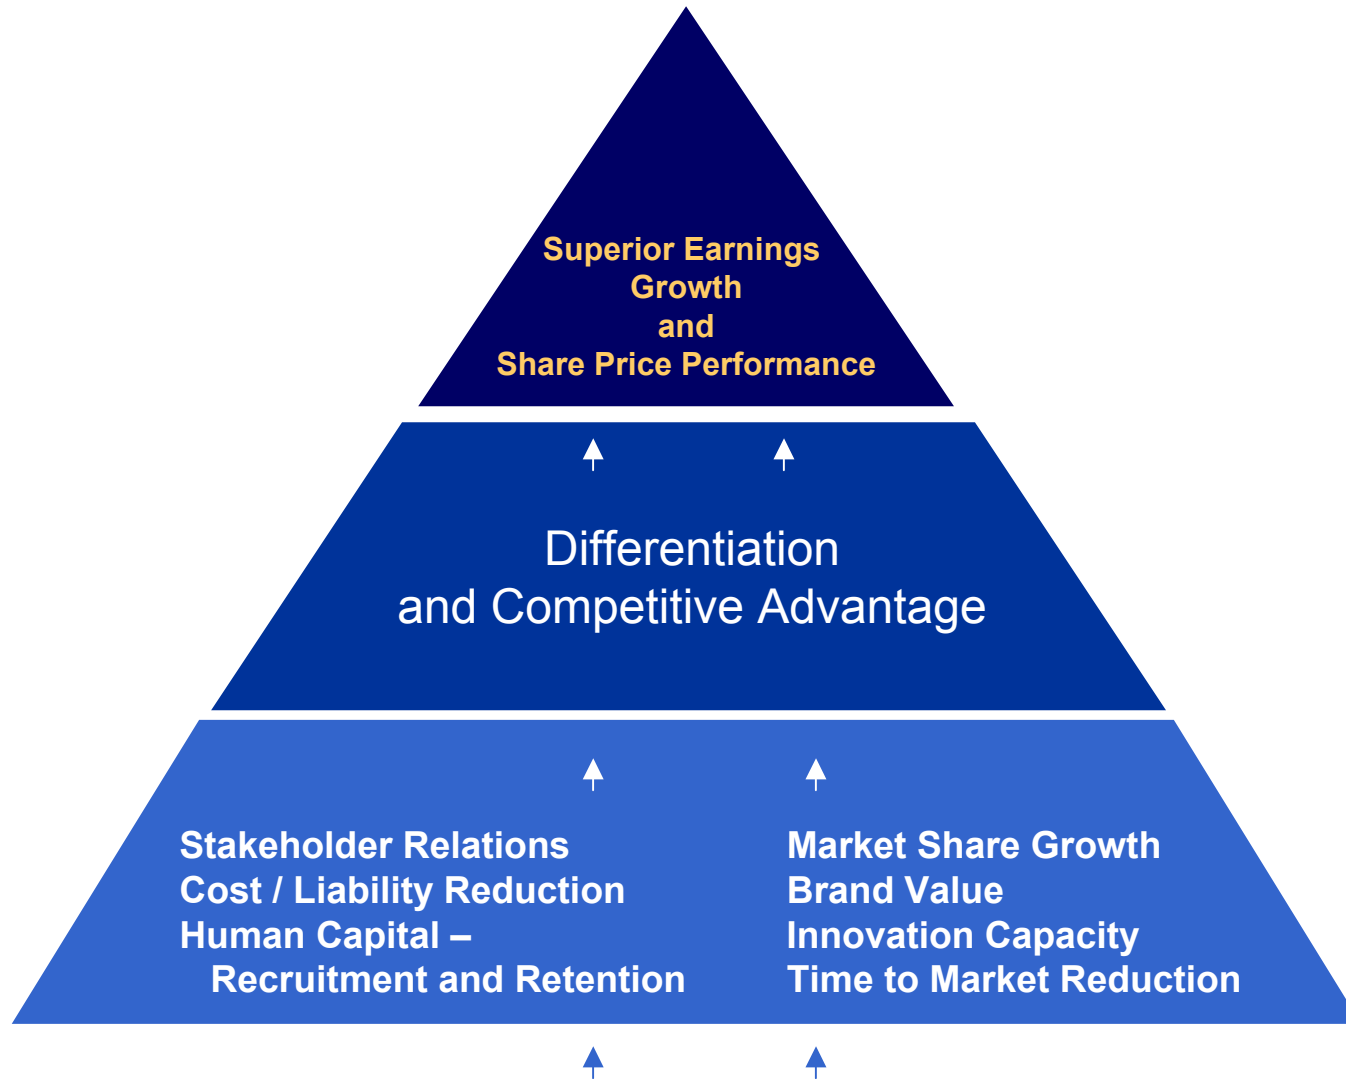 Superior Earnings
Growth
and
Share Price Performance
Differentiation
and Competitive Advantage
Stakeholder Relations
Cost / Liability Reduction
Human Capital –
Recruitment and Retention
Market Share Growth
Brand Value
Innovation Capacity
Time to Market Reduction